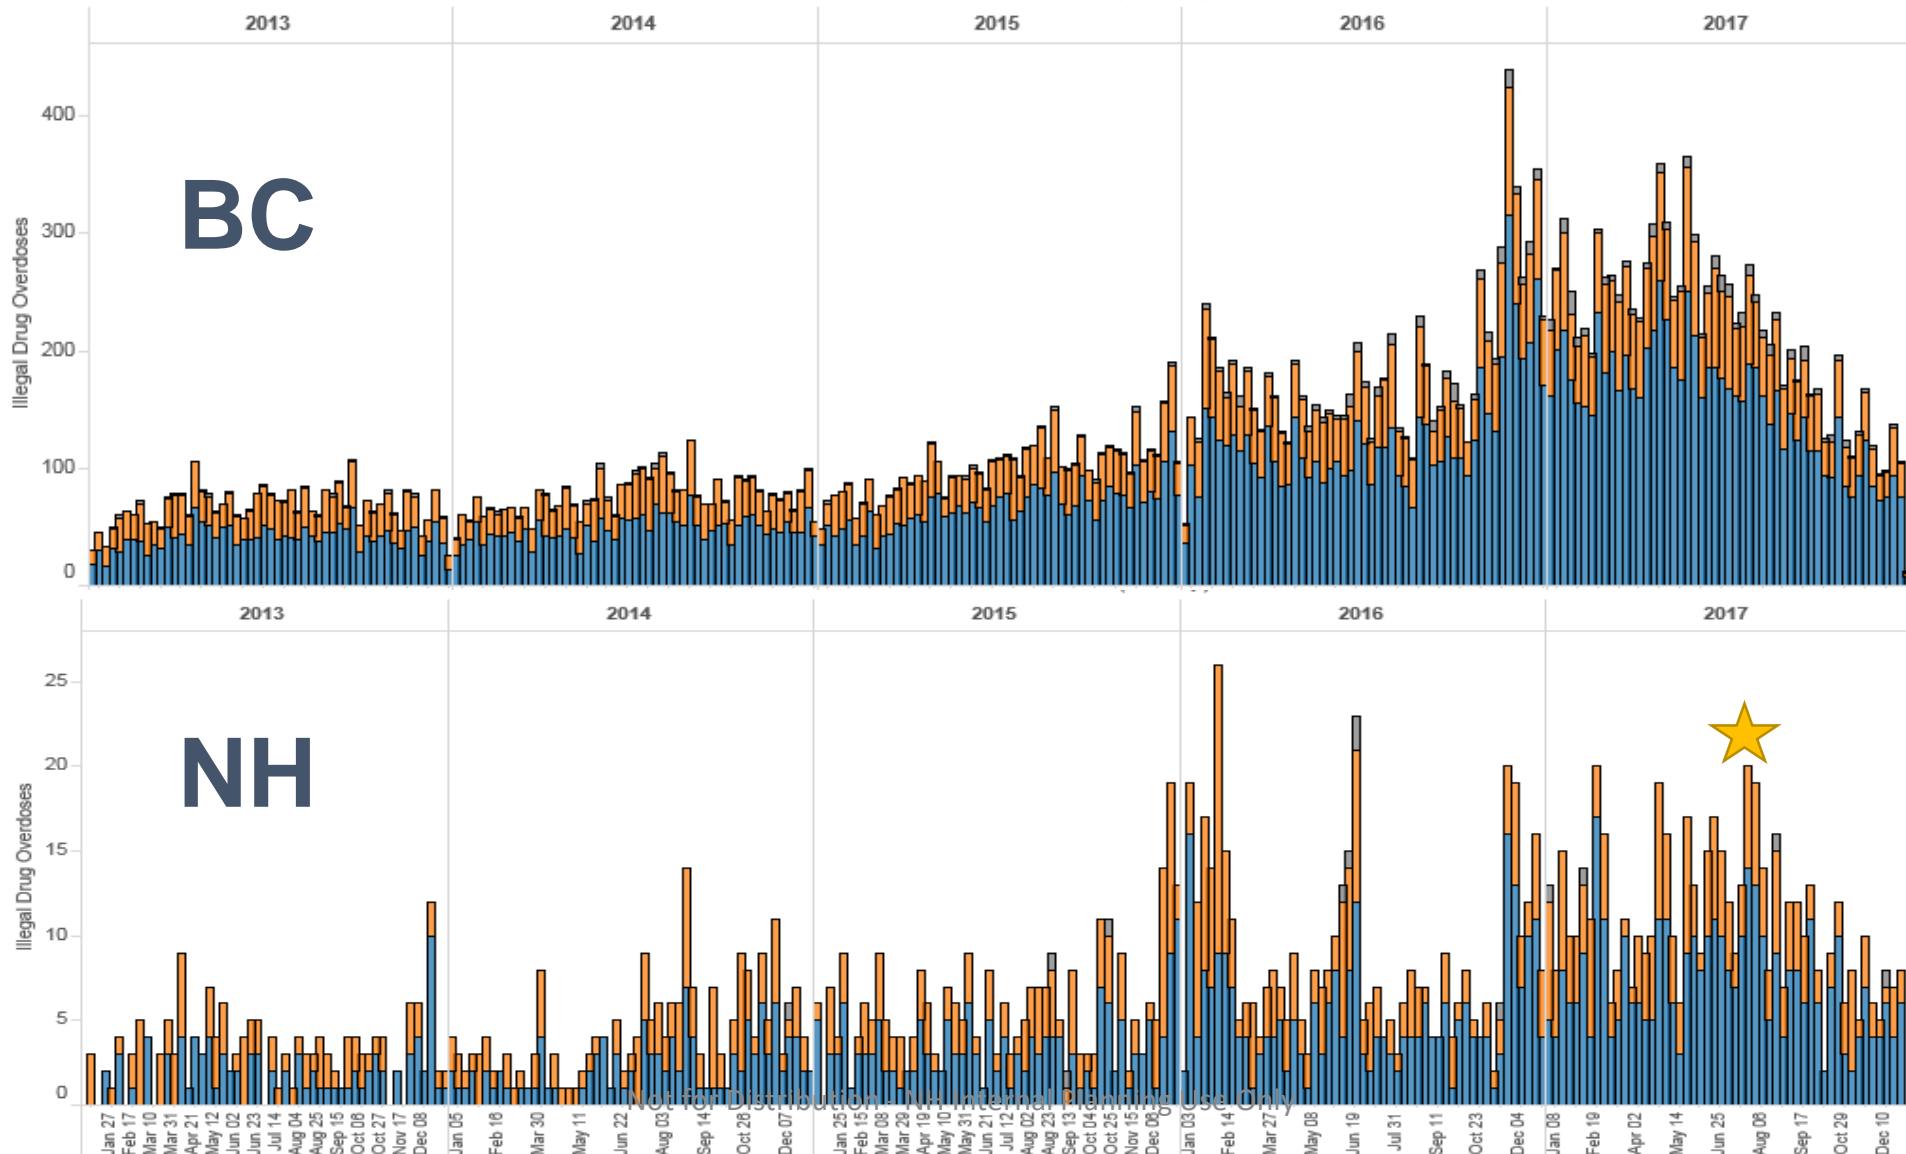 2013 2014 2015 2016 2017
400
300
200
100
0
Illegal Drug Overdoses
BC
2013 2014 2015 2016 2017
25
20
15
10
5
0
Illegal Drug Overdoses
NH
Not for Distribution - NH Internal Planning Use Only
Jan 27 Feb 17 Mar 10 Mar 31 Apr 21 May 12 Jun 02 Jun 23 Jul 14 Aug 04 Aug 25 Sep 15 Oct 06 Oct 27 Nov 17 Dec 08 Jan 05 Feb 16 Mar 30 May 11 Jun 22 Aug 03 Sep 14 Oct 26 Dec 07 Jan 25 Feb 15 Mar 08 Mar 29 Apr 19 May 10 May 31 Jun 21 Jul 12 Aug 02 Aug 23 Sep 13 Oct 04 Oct 25 Nov 15 Dec 06 Jan 03 Feb 14 Mar 27 May 08 Jun 19 Jul 31 Sep 11 Oct 23 Dec 04 Jan 08 Feb 19 Apr 02 May 14 Jun 25 Aug 06 Sep 17 Oct 29 Dec 10